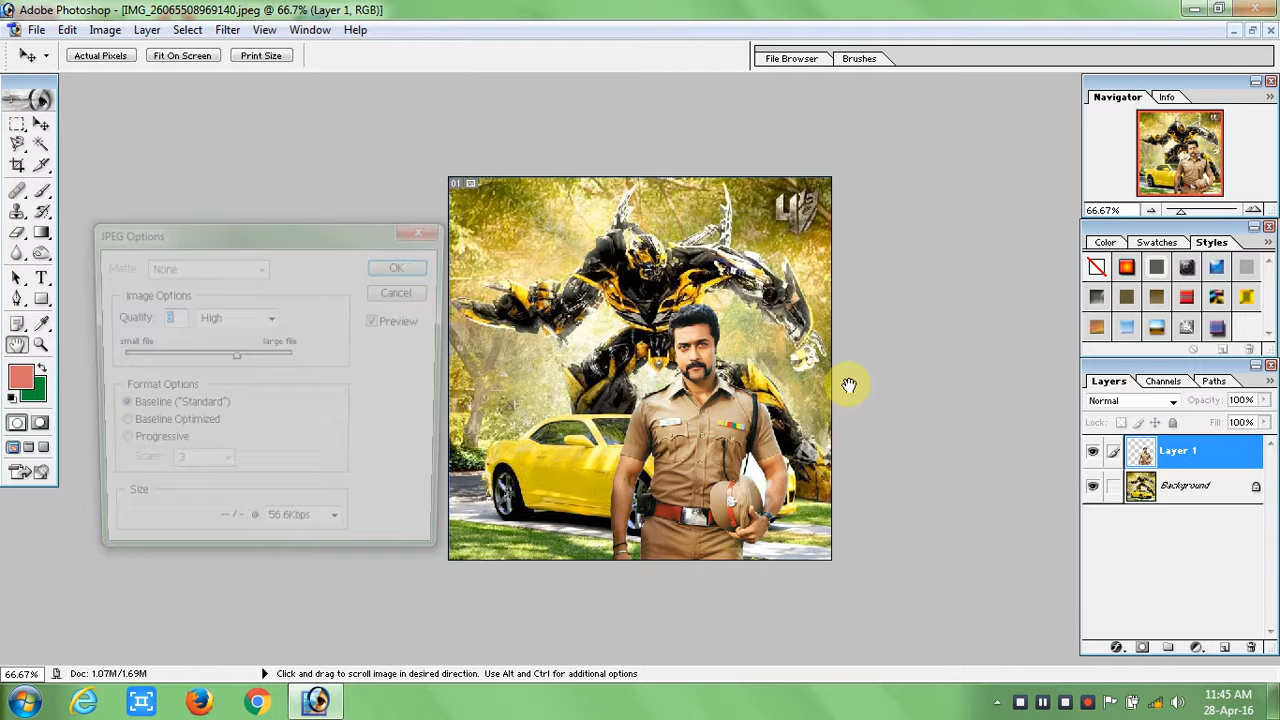 Adobe Photoshop - [IMG_26065508969140.jpeg @ 66.7% (Layer 1, RGB)]
File Edit Image Layer Select Filter View Window Help
Actual Pixels Fit On Screen Print Size File Browser Brushes
Navigator Info
66.67%
Color Swatches Styles
Layers Channels Paths
Normal Opacity: 100%
Lock: Fill: 100%
Layer 1
Background
01
JPEG Options
Matte: None OK
Image Options Cancel
Quality: 8 High Preview
small file large file
Format Options
Baseline ("Standard")
Baseline Optimized
Progressive
Scans: 3
Size
-- / -- @ 56.6Kbps
66.67% Doc: 1.07M/1.69M Click and drag to scroll image in desired direction. Use Alt and Ctrl for additional options
11:45 AM
28-Apr-16